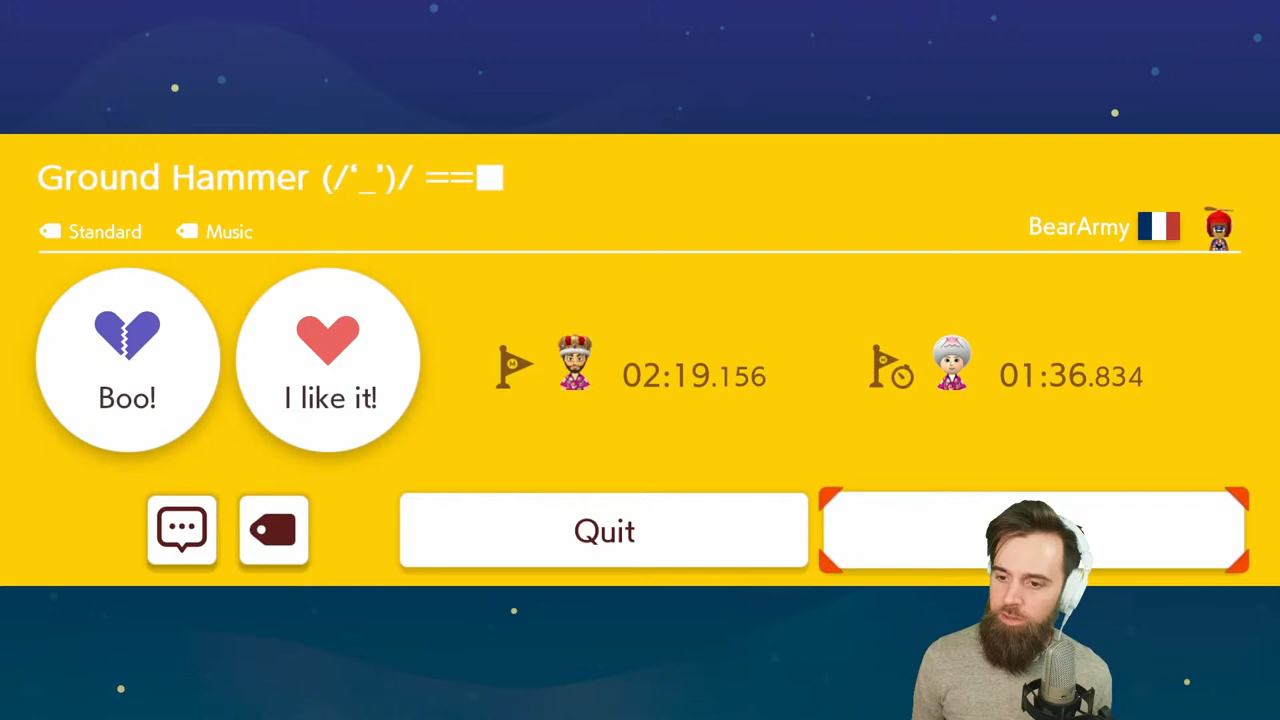 Ground Hammer (/‘_’)/ ==■
Standard Music
BearArmy
Boo!
I like it!
02:19.156
01:36.834
Quit